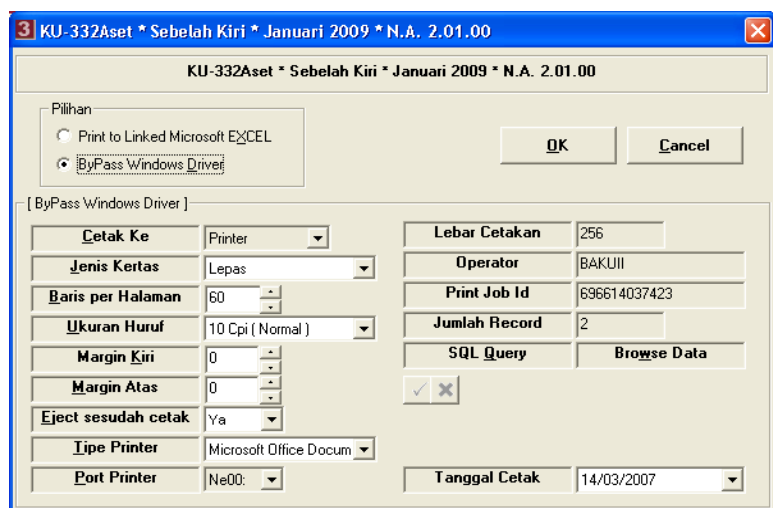 3 KU-332Aset * Sebelah Kiri * Januari 2009 * N.A. 2.01.00
KU-332Aset * Sebelah Kiri * Januari 2009 * N.A. 2.01.00
Pilihan
Print to Linked Microsoft EXCEL
ByPass Windows Driver
OK
Cancel
[ ByPass Windows Driver ]
Cetak Ke
Printer
Lebar Cetakan
256
Jenis Kertas
Lepas
Operator
BAKUII
Baris per Halaman
60
Print Job Id
696614037423
Ukuran Huruf
10 Cpi ( Normal )
Jumlah Record
2
Margin Kiri
0
SQL Query
Browse Data
Margin Atas
0
Eject sesudah cetak
Ya
Tipe Printer
Microsoft Office Docum
Port Printer
Ne00:
Tanggal Cetak
14/03/2007